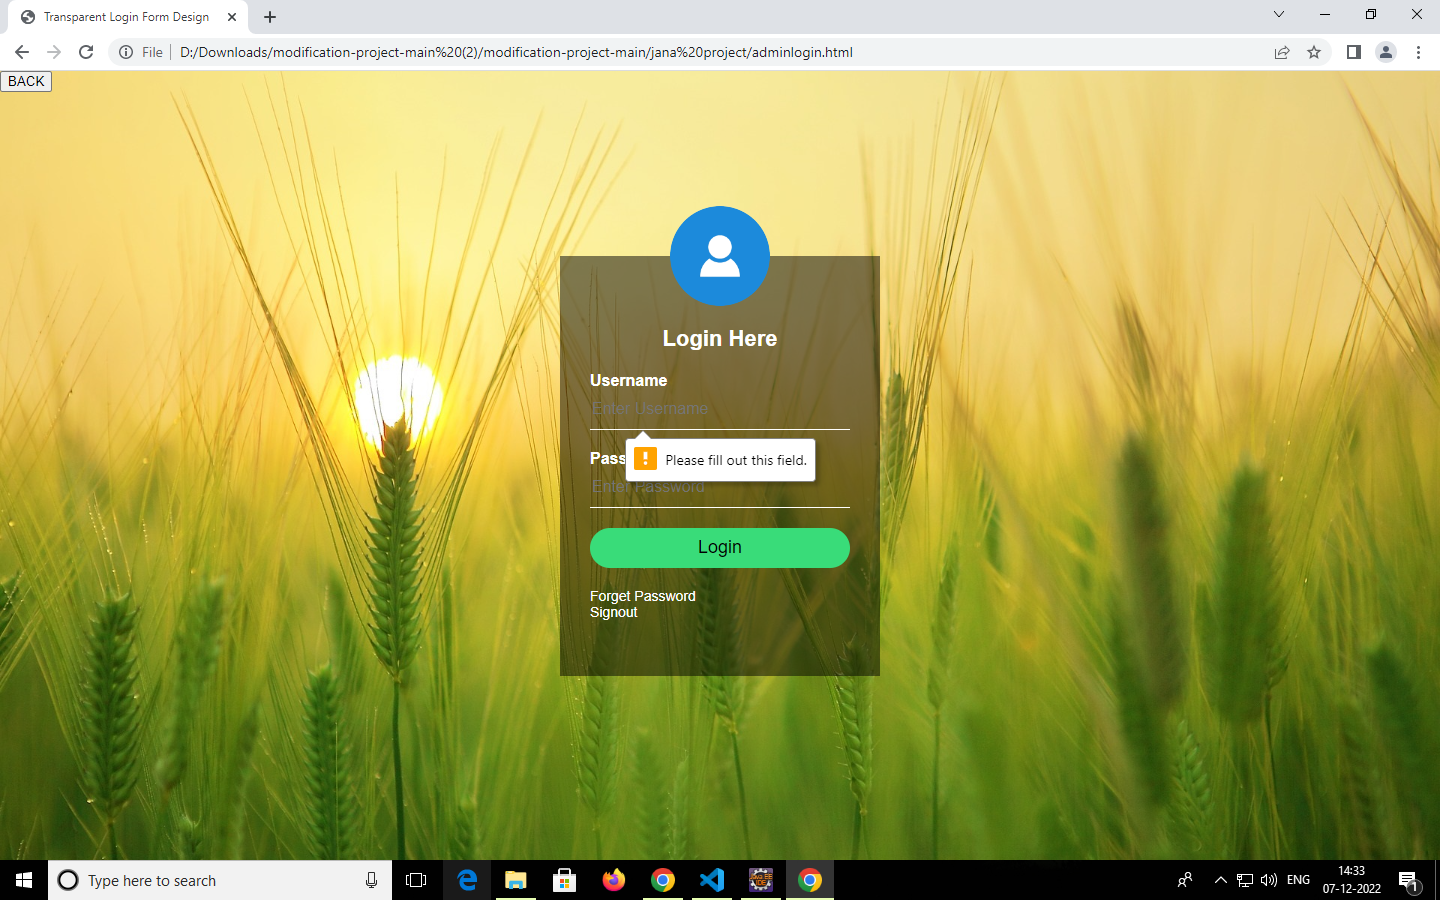 Transparent Login Form Design
File
D:/Downloads/modification-project-main%20(2)/modification-project-main/jana%20project/adminlogin.html
BACK
Login Here
Username
Enter Username
Please fill out this field.
Pass
Enter Password
Login
Forget Password
Signout
Type here to search
ENG
14:33
07-12-2022
1